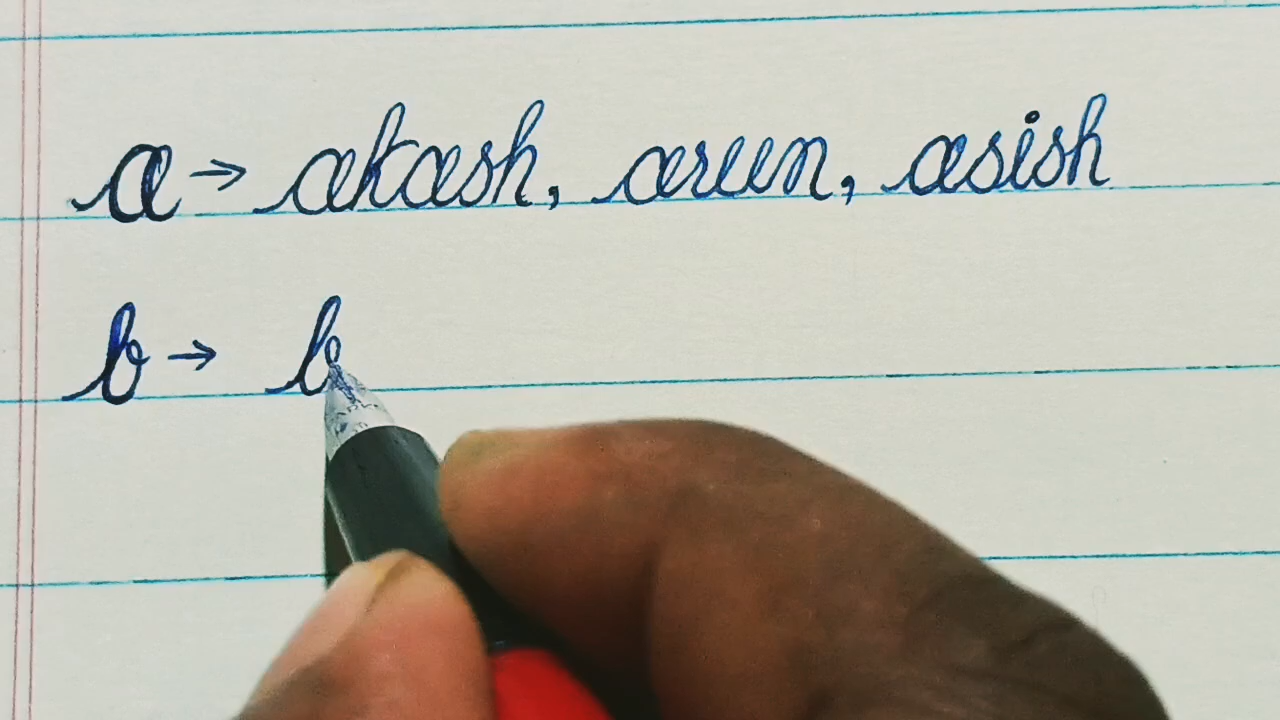 a → akash, arun, asish
b → b